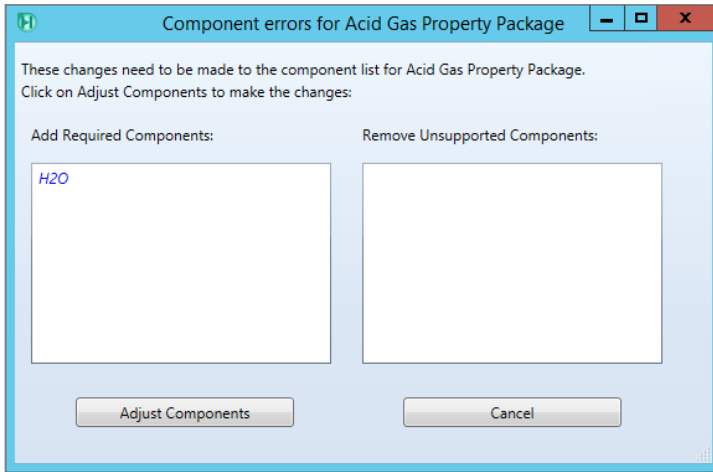 Component errors for Acid Gas Property Package
These changes need to be made to the component list for Acid Gas Property Package.
Click on Adjust Components to make the changes:
Add Required Components:
Remove Unsupported Components:
H2O
Adjust Components
Cancel